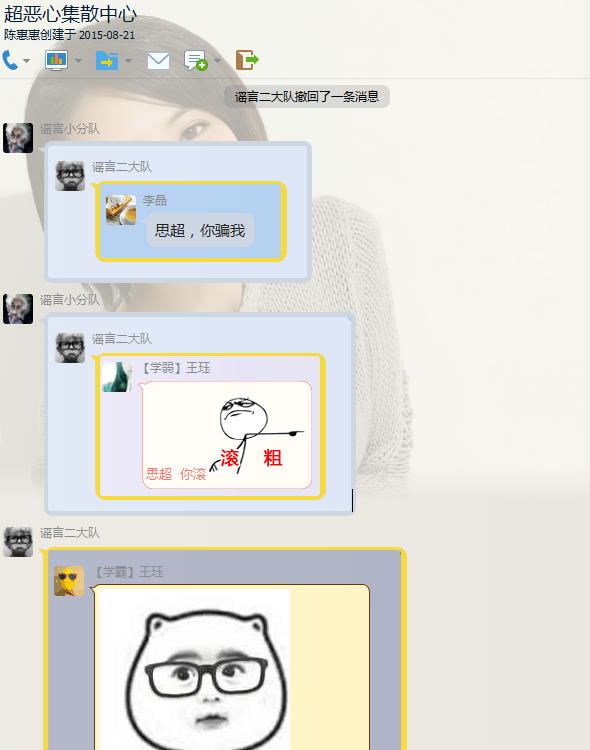 超恶心集散中心
陈惠惠创建于 2015-08-21
谣言二大队撤回了一条消息
谣言小分队
谣言二大队
李晶
思超，你骗我
谣言小分队
谣言二大队
【学弱】王珏
滚 粗
思超 你滚
谣言二大队
【学霸】王珏